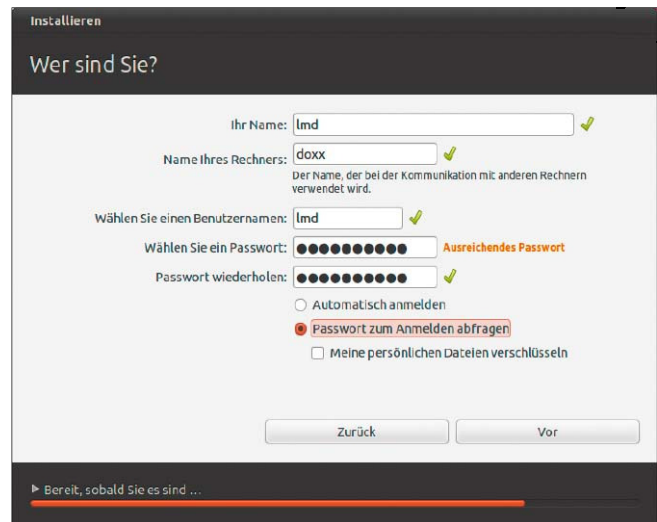 Installieren
Wer sind Sie?
Ihr Name: lmd
Name Ihres Rechners: doxx
Der Name, der bei der Kommunikation mit anderen Rechnern
verwendet wird.
Wählen Sie einen Benutzernamen: lmd
Wählen Sie ein Passwort: ●●●●●●●●●● Ausreichendes Passwort
Passwort wiederholen: ●●●●●●●●●●
Automatisch anmelden
Passwort zum Anmelden abfragen
Meine persönlichen Dateien verschlüsseln
Zurück Vor
Bereit, sobald Sie es sind ...